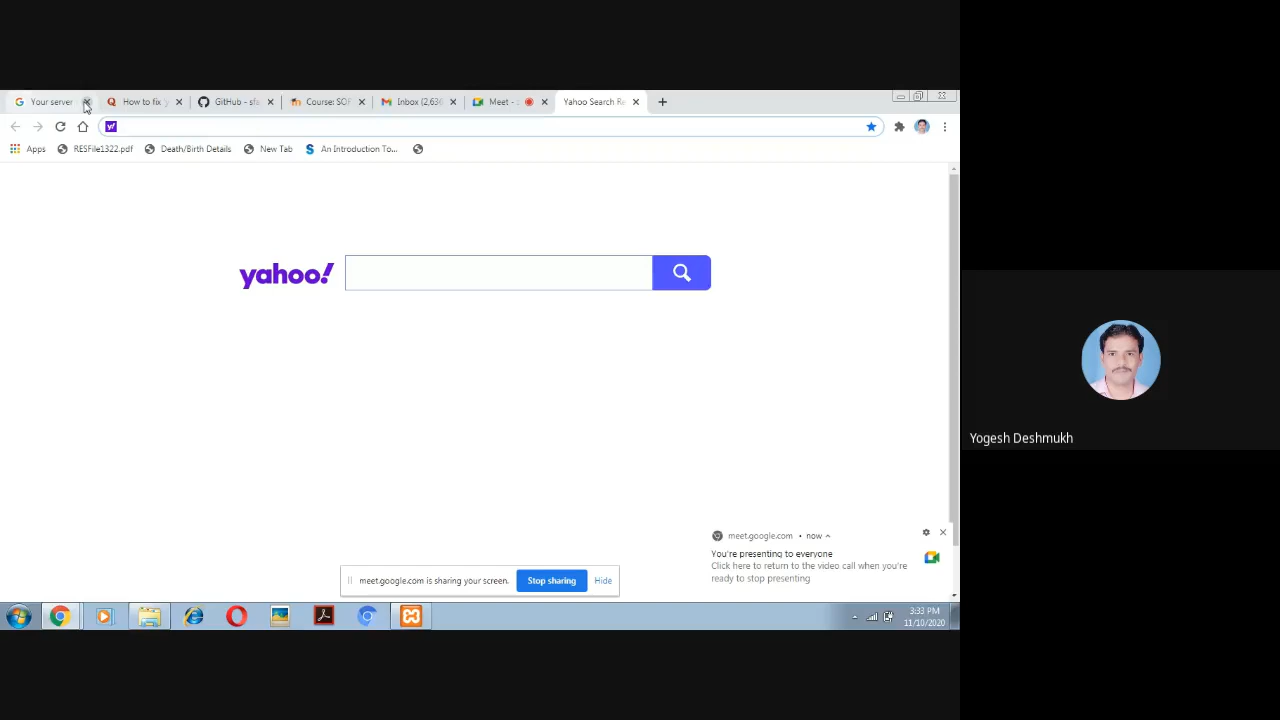 Your server
How to fix y
GitHub - sfa
Course: SOF
Inbox (2,636
Meet - 
Yahoo Search Re
y!
Apps
RESFile1322.pdf
Death/Birth Details
New Tab
An Introduction To...
yahoo!
meet.google.com • now
You're presenting to everyone
Click here to return to the video call when you're
ready to stop presenting
meet.google.com is sharing your screen.
Stop sharing
Hide
3:33 PM
11/10/2020
Yogesh Deshmukh